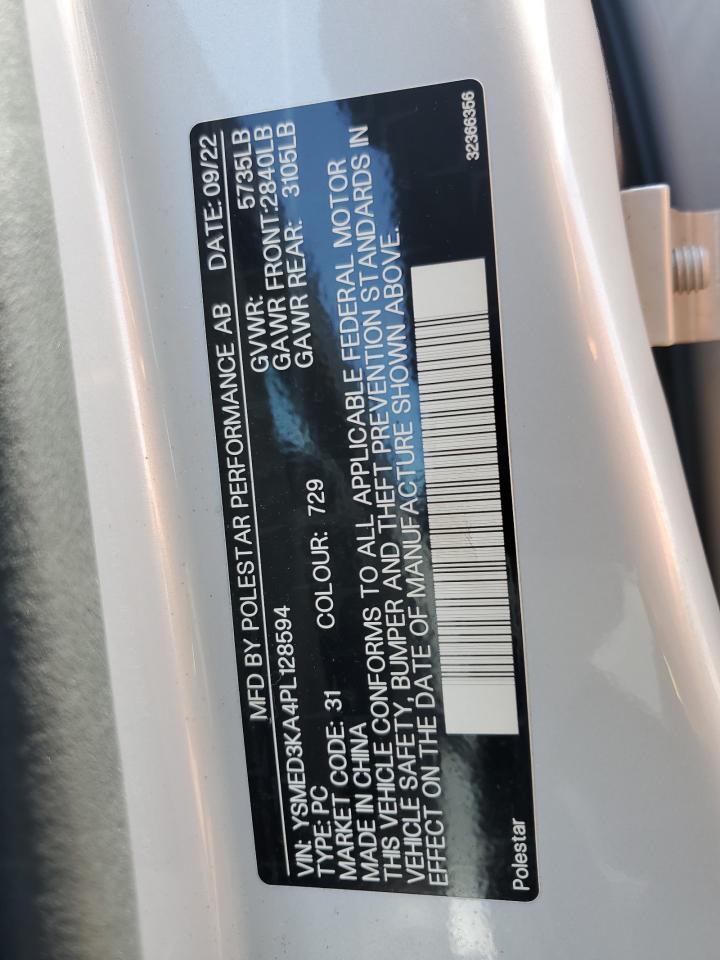 MFD BY POLESTAR PERFORMANCE AB DATE: 09/22
VIN: YSMED3KA4PL128594 GVWR: 5735LB
TYPE: PC GAWR FRONT:2840LB
MARKET CODE: 31 COLOUR: 729 GAWR REAR: 3105LB
MADE IN CHINA
THIS VEHICLE CONFORMS TO ALL APPLICABLE FEDERAL MOTOR
VEHICLE SAFETY, BUMPER AND THEFT PREVENTION STANDARDS IN
EFFECT ON THE DATE OF MANUFACTURE SHOWN ABOVE.
Polestar 32366356